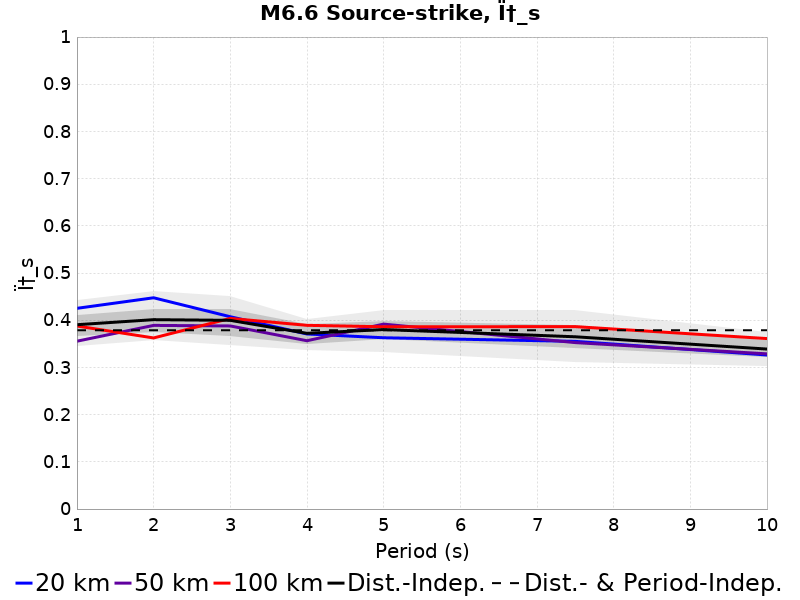 M6.6 Source-strike, Ï†_s
1
0.9
0.8
0.7
0.6
0.5
0.4
0.3
0.2
0.1
0
Ï†_s
1 2 3 4 5 6 7 8 9 10
Period (s)
20 km 50 km 100 km Dist.-Indep. Dist.- & Period-Indep.